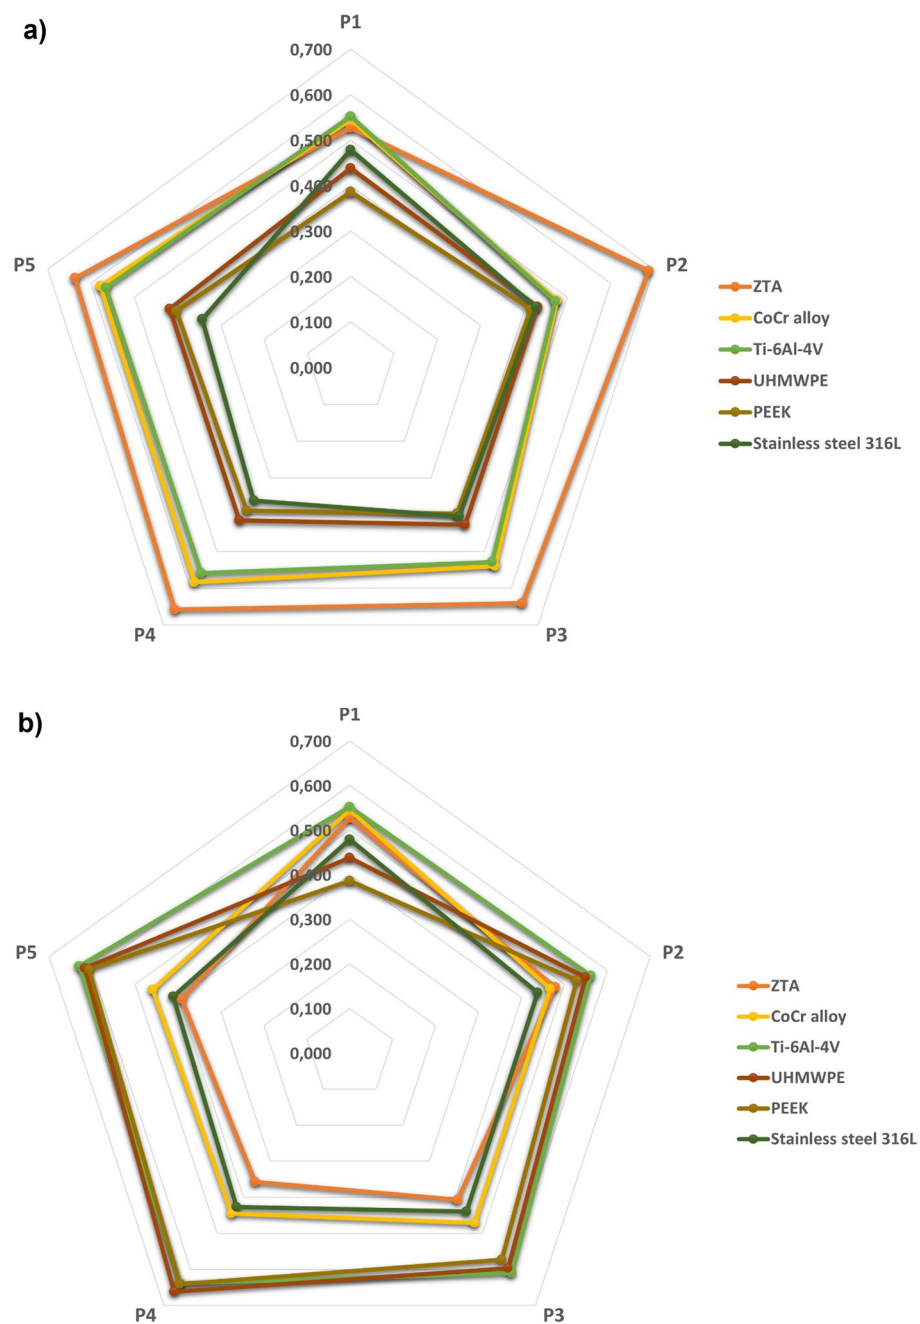 a)
P1
0,700
0,600
0,500
0,400
0,300
0,200
0,100
0,000
P5
P2
P4
P3
ZTA
CoCr alloy
Ti-6Al-4V
UHMWPE
PEEK
Stainless steel 316L
b)
P1
0,700
0,600
0,500
0,400
0,300
0,200
0,100
0,000
P5
P2
P4
P3
ZTA
CoCr alloy
Ti-6Al-4V
UHMWPE
PEEK
Stainless steel 316L